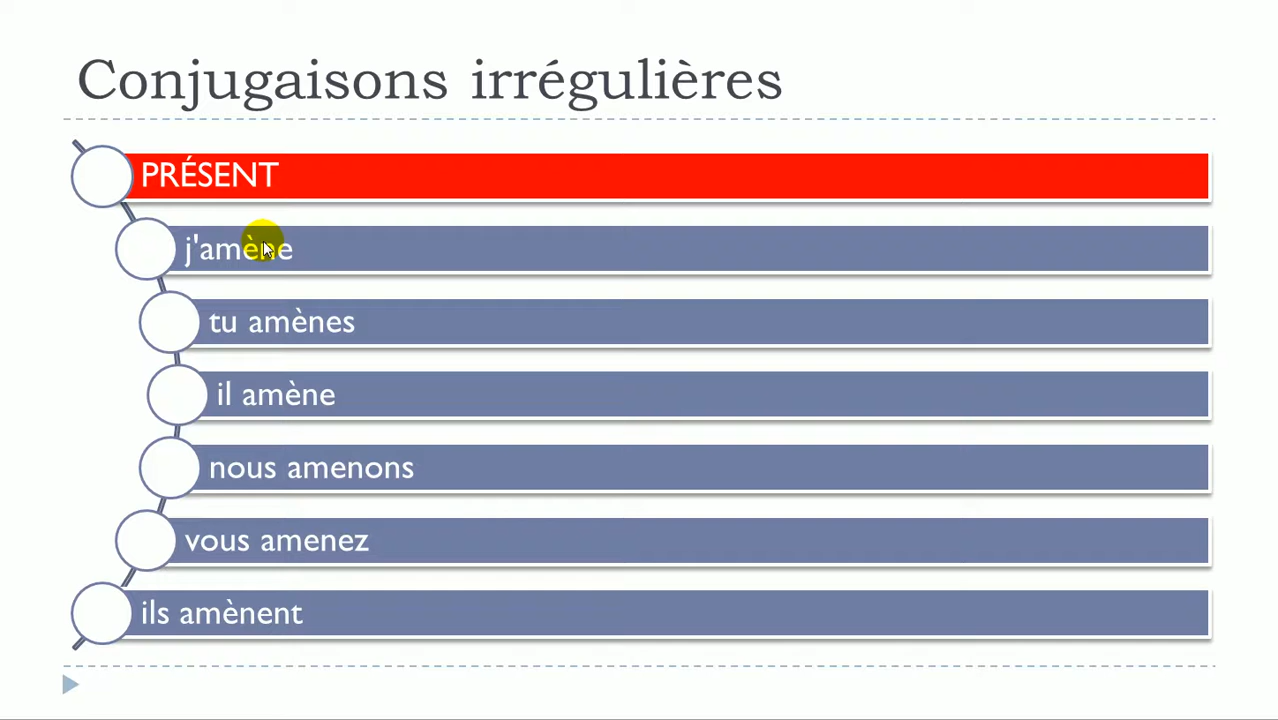 Conjugaisons irrégulières
PRÉSENT
j'amène
tu amènes
il amène
nous amenons
vous amenez
ils amènent